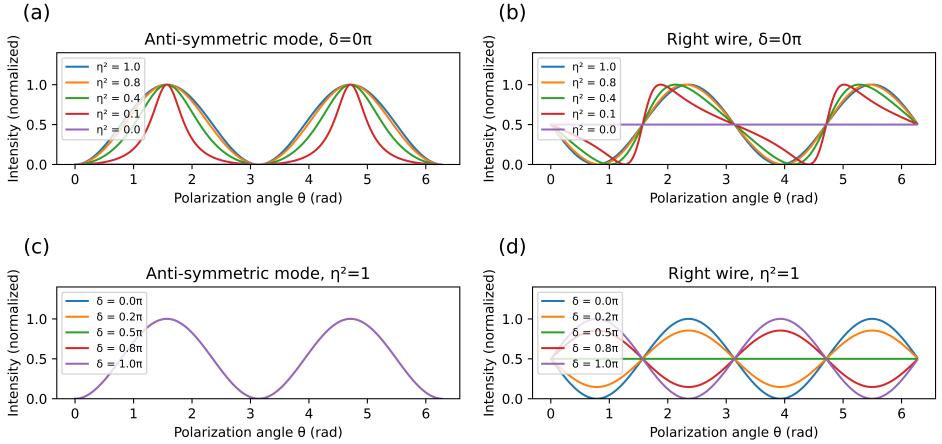 (a)
Anti-symmetric mode, δ=0π
Intensity (normalized)
1.0
0.5
0.0
η² = 1.0
η² = 0.8
η² = 0.4
η² = 0.1
η² = 0.0
0 1 2 3 4 5 6
Polarization angle θ (rad)
(b)
Right wire, δ=0π
Intensity (normalized)
1.0
0.5
0.0
η² = 1.0
η² = 0.8
η² = 0.4
η² = 0.1
η² = 0.0
0 1 2 3 4 5 6
Polarization angle θ (rad)
(c)
Anti-symmetric mode, η²=1
Intensity (normalized)
1.0
0.5
0.0
δ = 0.0π
δ = 0.2π
δ = 0.5π
δ = 0.8π
δ = 1.0π
0 1 2 3 4 5 6
Polarization angle θ (rad)
(d)
Right wire, η²=1
Intensity (normalized)
1.0
0.5
0.0
δ = 0.0π
δ = 0.2π
δ = 0.5π
δ = 0.8π
δ = 1.0π
0 1 2 3 4 5 6
Polarization angle θ (rad)